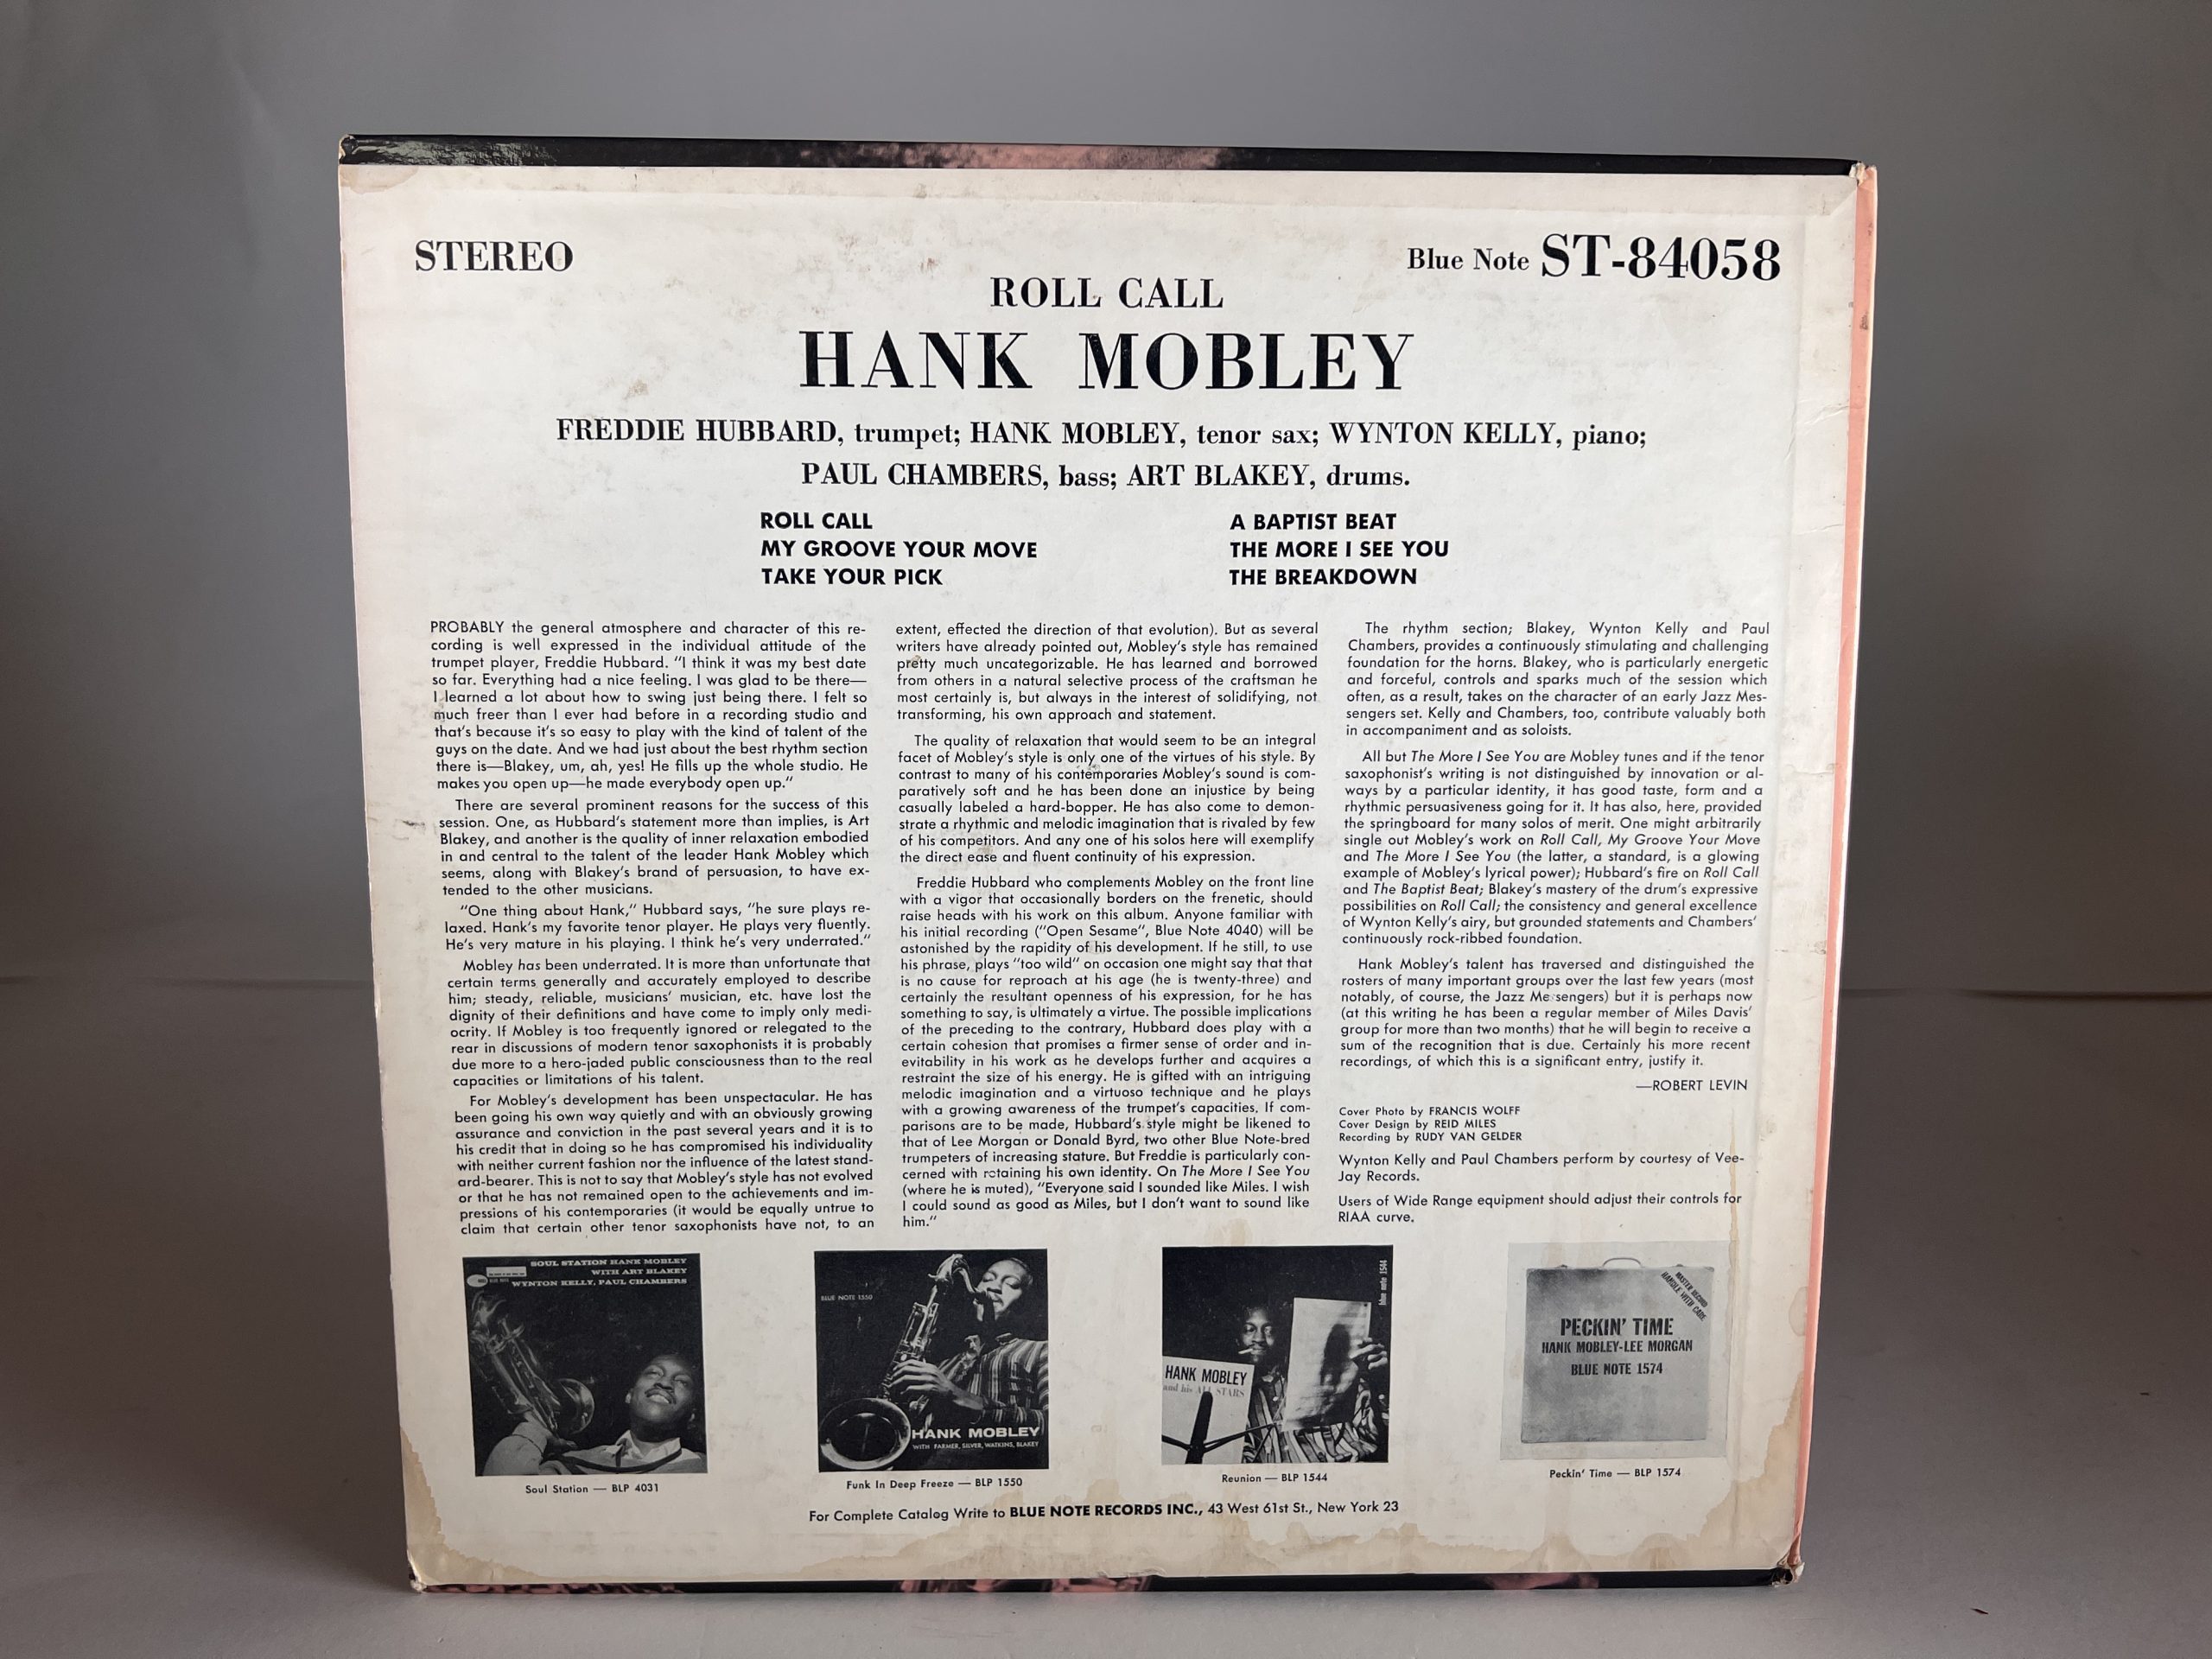 STEREO
Blue Note ST-84058
ROLL CALL
HANK MOBLEY
FREDDIE HUBBARD, trumpet; HANK MOBLEY, tenor sax; WYNTON KELLY, piano;
PAUL CHAMBERS, bass; ART BLAKEY, drums.
ROLL CALL
MY GROOVE YOUR MOVE
TAKE YOUR PICK
A BAPTIST BEAT
THE MORE I SEE YOU
THE BREAKDOWN
PROBABLY the general atmosphere and character of this re-
cording is well expressed in the individual attitude of the
trumpet player, Freddie Hubbard. "I think it was my best date
so far. Everything had a nice feeling. I was glad to be there—
I learned a lot about how to swing just being there. I felt so
much freer than I ever had before in a recording studio and
that's because it's so easy to play with the kind of talent of the
guys on the date. And we had just about the best rhythm section
there is—Blakey, um, ah, yes! He fills up the whole studio. He
makes you open up—he made everybody open up."
There are several prominent reasons for the success of this
session. One, as Hubbard's statement more than implies, is Art
Blakey, and another is the quality of inner relaxation embodied
in and central to the talent of the leader Hank Mobley which
seems, along with Blakey's brand of persuasion, to have ex-
tended to the other musicians.
"One thing about Hank," Hubbard says, "he sure plays re-
laxed. Hank's my favorite tenor player. He plays very fluently.
He's very mature in his playing. I think he's very underrated."
Mobley has been underrated. It is more than unfortunate that
certain terms generally and accurately employed to describe
him; steady, reliable, musicians' musician, etc. have lost the
dignity of their definitions and have come to imply only medi-
ocrity. If Mobley is too frequently ignored or relegated to the
rear in discussions of modern tenor saxophonists it is probably
due more to a hero-jaded public consciousness than to the real
capacities or limitations of his talent.
For Mobley's development has been unspectacular. He has
been going his own way quietly and with an obviously growing
assurance and conviction in the past several years and it is to
his credit that in doing so he has compromised his individuality
with neither current fashion nor the influence of the latest stand-
ard-bearer. This is not to say that Mobley's style has not evolved
or that he has not remained open to the achievements and im-
pressions of his contemporaries (it would be equally untrue to
claim that certain other tenor saxophonists have not, to an
extent, effected the direction of that evolution). But as several
writers have already pointed out, Mobley's style has remained
pretty much uncategorizable. He has learned and borrowed
from others in a natural selective process of the craftsman he
most certainly is, but always in the interest of solidifying, not
transforming, his own approach and statement.
The quality of relaxation that would seem to be an integral
facet of Mobley's style is only one of the virtues of his style. By
contrast to many of his contemporaries Mobley's sound is com-
paratively soft and he has been done an injustice by being
casually labeled a hard-bopper. He has also come to demon-
strate a rhythmic and melodic imagination that is rivaled by few
of his competitors. And any one of his solos here will exemplify
the direct ease and fluent continuity of his expression.
Freddie Hubbard who complements Mobley on the front line
with a vigor that occasionally borders on the frenetic, should
raise heads with his work on this album. Anyone familiar with
his initial recording ("Open Sesame", Blue Note 4040) will be
astonished by the rapidity of his development. If he still, to use
his phrase, plays "too wild" on occasion one might say that that
is no cause for reproach at his age (he is twenty-three) and
certainly the resultant openness of his expression, for he has
something to say, is ultimately a virtue. The possible implications
of the preceding to the contrary, Hubbard does play with a
certain cohesion that promises a firmer sense of order and in-
evitability in his work as he develops further and acquires a
restraint the size of his energy. He is gifted with an intriguing
melodic imagination and a virtuoso technique and he plays
with a growing awareness of the trumpet's capacities. If com-
parisons are to be made, Hubbard's style might be likened to
that of Lee Morgan or Donald Byrd, two other Blue Note-bred
trumpeters of increasing stature. But Freddie is particularly con-
cerned with retaining his own identity. On The More I See You
(where he is muted), "Everyone said I sounded like Miles. I wish
I could sound as good as Miles, but I don't want to sound like
him."
The rhythm section; Blakey, Wynton Kelly and Paul
Chambers, provides a continuously stimulating and challenging
foundation for the horns. Blakey, who is particularly energetic
and forceful, controls and sparks much of the session which
often, as a result, takes on the character of an early Jazz Mes-
sengers set. Kelly and Chambers, too, contribute valuably both
in accompaniment and as soloists.
All but The More I See You are Mobley tunes and if the tenor
saxophonist's writing is not distinguished by innovation or al-
ways by a particular identity, it has good taste, form and a
rhythmic persuasiveness going for it. It has also, here, provided
the springboard for many solos of merit. One might arbitrarily
single out Mobley's work on Roll Call, My Groove Your Move
and The More I See You (the latter, a standard, is a glowing
example of Mobley's lyrical power); Hubbard's fire on Roll Call
and The Baptist Beat; Blakey's mastery of the drum's expressive
possibilities on Roll Call; the consistency and general excellence
of Wynton Kelly's airy, but grounded statements and Chambers'
continuously rock-ribbed foundation.
Hank Mobley's talent has traversed and distinguished the
rosters of many important groups over the last few years (most
notably, of course, the Jazz Me sengers) but it is perhaps now
(at this writing he has been a regular member of Miles Davis'
group for more than two months) that he will begin to receive a
sum of the recognition that is due. Certainly his more recent
recordings, of which this is a significant entry, justify it.
—ROBERT LEVIN
Cover Photo by FRANCIS WOLFF
Cover Design by REID MILES
Recording by RUDY VAN GELDER
Wynton Kelly and Paul Chambers perform by courtesy of Vee-
Jay Records.
Users of Wide Range equipment should adjust their controls for
RIAA curve.
SOUL STATION HANK MOBLEY
WITH ART BLAKEY
WYNTON KELLY, PAUL CHAMBERS
Soul Station — BLP 4031
BLUE NOTE 1550
HANK MOBLEY
WITH FARMER, SILVER, WATKINS, BLAKEY
Funk In Deep Freeze — BLP 1550
blue note 1544
HANK MOBLEY
and his ALL STARS
Reunion — BLP 1544
MASTER RECORD
HANDLE WITH CARE
PECKIN' TIME
HANK MOBLEY-LEE MORGAN
BLUE NOTE 1574
Peckin' Time — BLP 1574
For Complete Catalog Write to BLUE NOTE RECORDS INC., 43 West 61st St., New York 23